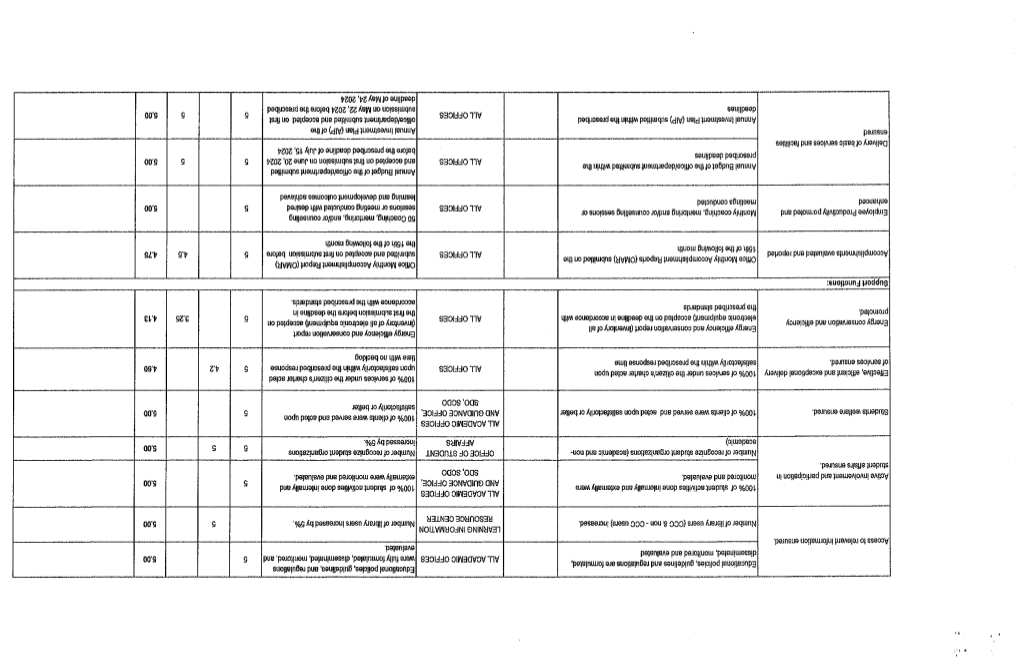 Access to relevant information ensured.
Educational policies, guidelines and regulations are formulated,
disseminated, monitored and evaluated
ALL ACADEMIC OFFICES
Educational policies, guidelines, and regulations
were fully formulated, disseminated, monitored, and
evaluated.
5
5.00
Number of library users (CCC & non - CCC users) increased.
LEARNING INFORMATION
RESOURCE CENTER
Number of library users increased by 5%.
5
5.00
Active involvement and participation in
student affairs ensured.
100% of student activities done internally and externally were
monitored and evaluated.
ALL ACADEMIC OFFICES
AND GUIDANCE OFFICE,
SDO, SCDO
100% of student activities done internally and
externally were monitored and evaluated.
5
5.00
Number of recognize student organizations (academic and non-
academic)
OFFICE OF STUDENT
AFFAIRS
Number of recognize student organizations
increased by 5%.
5
5
5.00
Students welfare ensured.
100% of clients were served and acted upon satisfactorily or better
ALL ACADEMIC OFFICES
AND GUIDANCE OFFICE,
SDO, SCDO
100% of clients were served and acted upon
satisfactorily or better
5
5.00
Effective, efficient and exceptional delivery
of services ensured.
100% of services under the citizen's charter acted upon
satisfactorily within the prescribed response time
ALL OFFICES
100% of services under the citizen's charter acted
upon satisfactorily within the prescribed response
time with no backlog
5
4.2
4.60
Energy conservation and efficiency
promoted.
Energy efficiency and conservation report (Inventory of all
electronic equipment) accepted on the deadline in accordance with
the prescribed standards
ALL OFFICES
Energy efficiency and conservation report
(Inventory of all electronic equipment) accepted on
the first submission before the deadline in
accordance with the prescribed standards.
5
3.25
4.13
Support Functions:
Accomplishments evaluated and reported
Office Monthly Accomplishment Reports (OMAR) submitted on the
15th of the following month
ALL OFFICES
Office Monthly Accomplishment Report (OMAR)
submitted and accepted on first submission before
the 15th of the following month
5
4.5
4.75
Employee Productivity pormoted and
enhanced
Monthly coaching, mentoring and/or counselling sessions or
meetings conducted
ALL OFFICES
50 Coaching, mentoring, and/or counseling
sessions or meeting conducted with desired
learning and development outcomes achieved
5
5.00
Delivery of basic services and facilities
ensured
Annual Budget of the office/department submitted within the
prescribed deadlines
ALL OFFICES
Annual Budget of the office/department submitted
and accepted on first submission on June 20, 2024
before the prescribed deadline of July 15, 2024
5
5
5.00
Annual Investment Plan (AIP) submitted within the prescribed
deadlines
ALL OFFICES
Annual Investment Plan (AIP) of the
office/department submitted and accepted on first
submission on May 22, 2024 before the prescribed
deadline of May 24, 2024
5
5
5.00